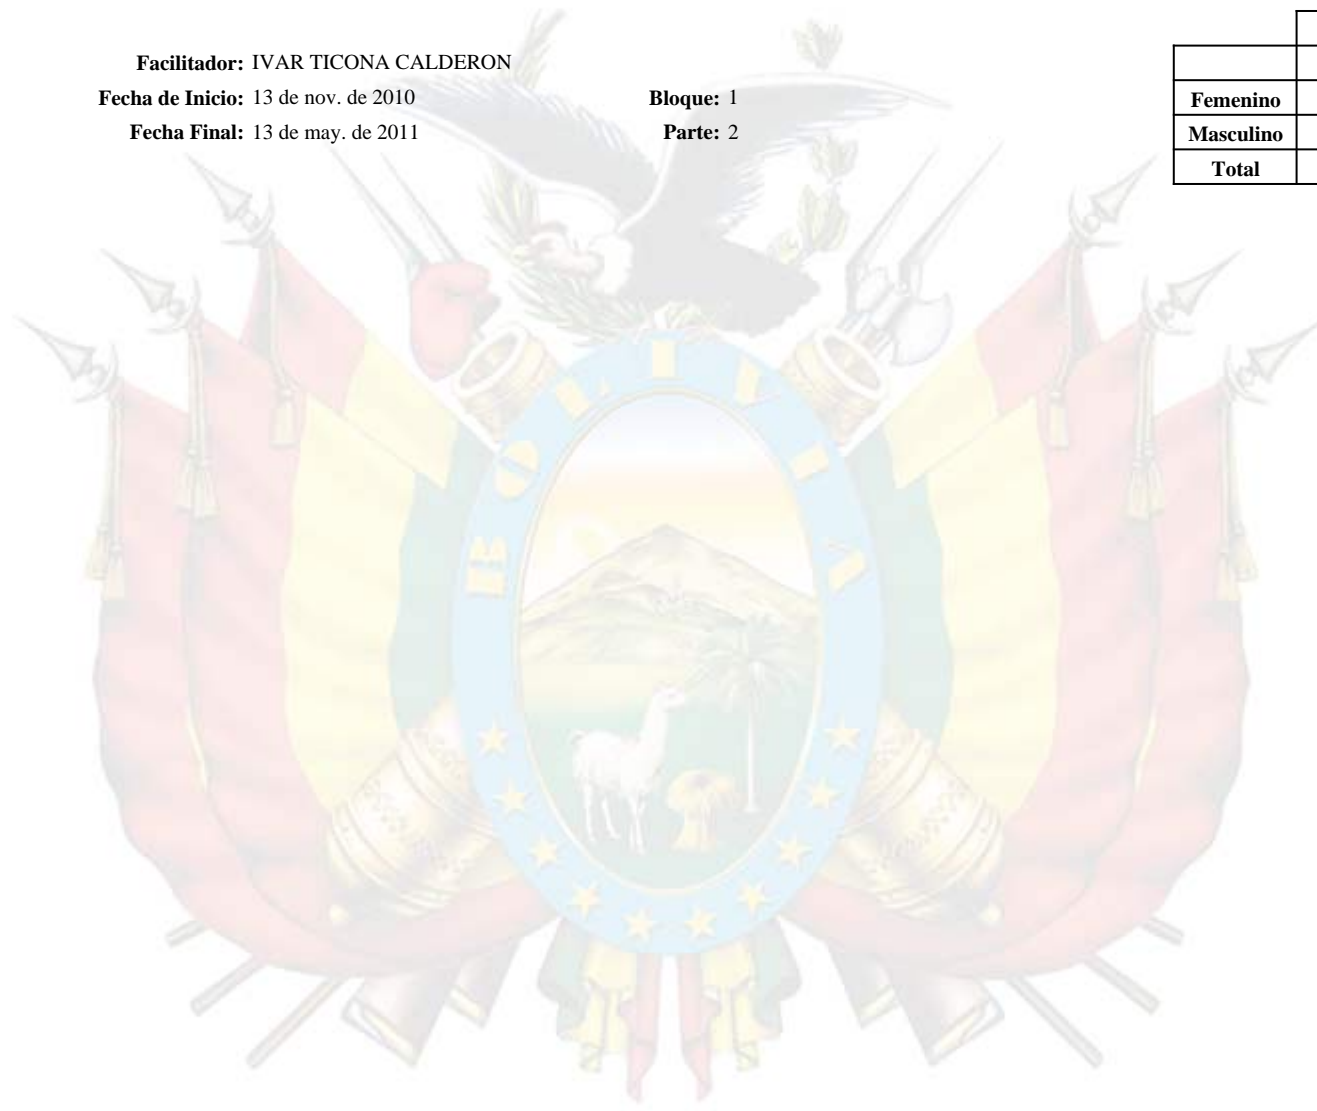 Facilitador: IVAR TICONA CALDERON
Fecha de Inicio: 13 de nov. de 2010 Bloque: 1
Fecha Final: 13 de may. de 2011 Parte: 2
Femenino
Masculino
Total
BOLIVIA